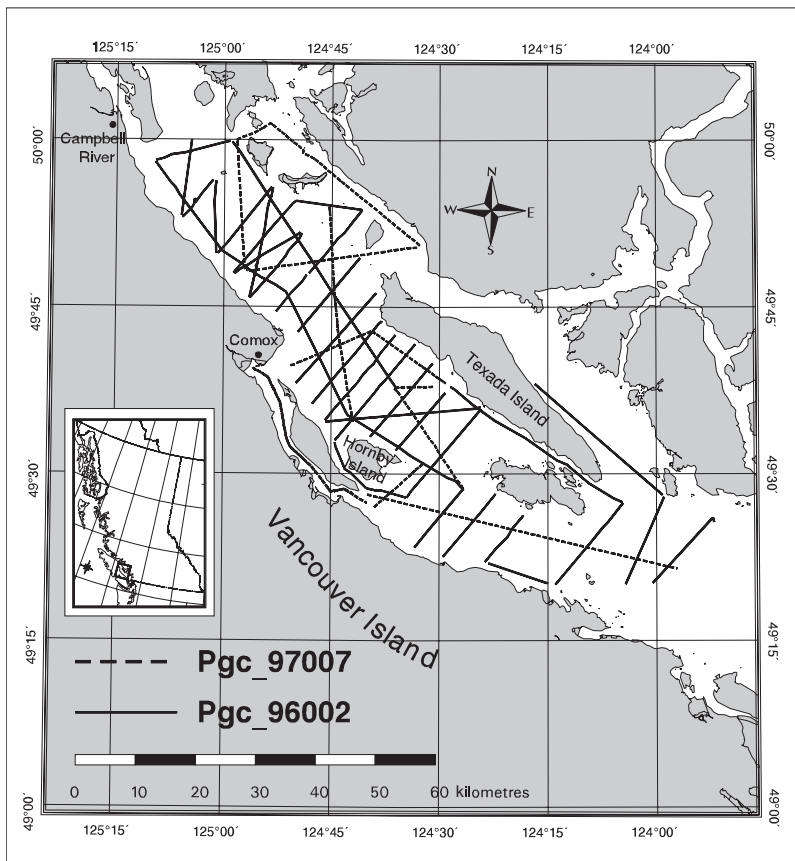 125°15´ 125°00´ 124°45´ 124°30´ 124°15´ 124°00´
Campbell
River
50°00´ 50°00´
N
W E
S
49°45´ 49°45´
Comox
Texada Island
Hornby
Island
49°30´ 49°30´
Vancouver Island
49°15´ 49°15´
Pgc_97007
Pgc_96002
0 10 20 30 40 50 60 kilometres
49°00´ 49°00´
125°15´ 125°00´ 124°45´ 124°30´ 124°15´ 124°00´